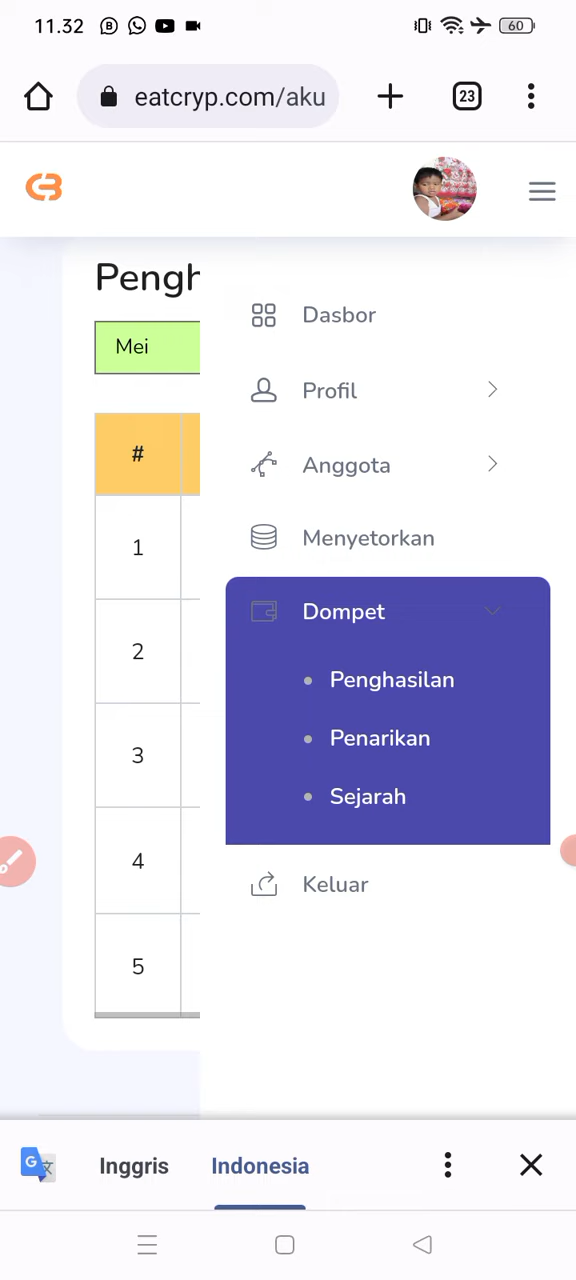 11.32
60
eatcryp.com/aku
23
Pengh
Mei
#
1
2
3
4
5
Dasbor
Profil
Anggota
Menyetorkan
Dompet
Penghasilan
Penarikan
Sejarah
Keluar
G
Inggris
Indonesia